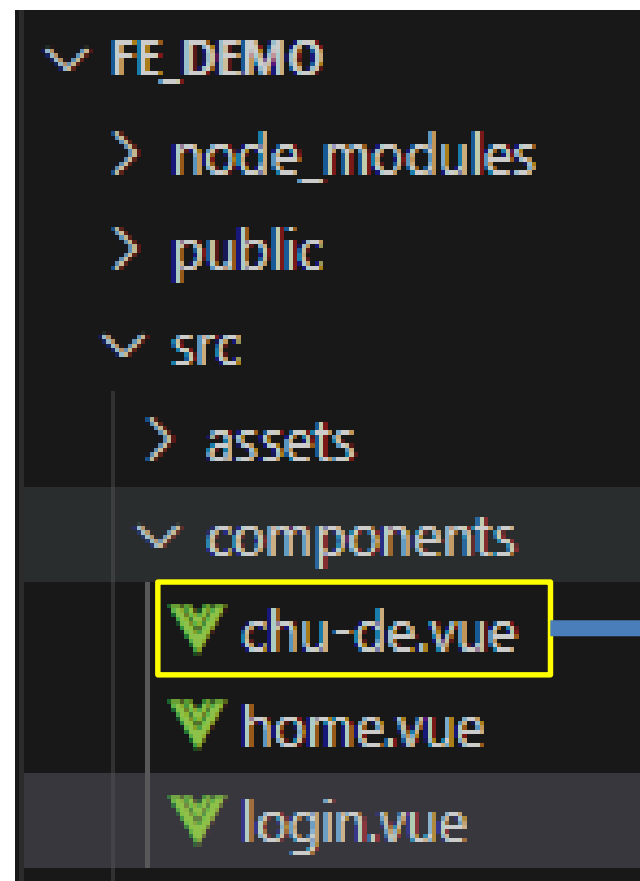 FE_DEMO
node_modules
public
src
assets
components
chu-de.vue
home.vue
login.vue